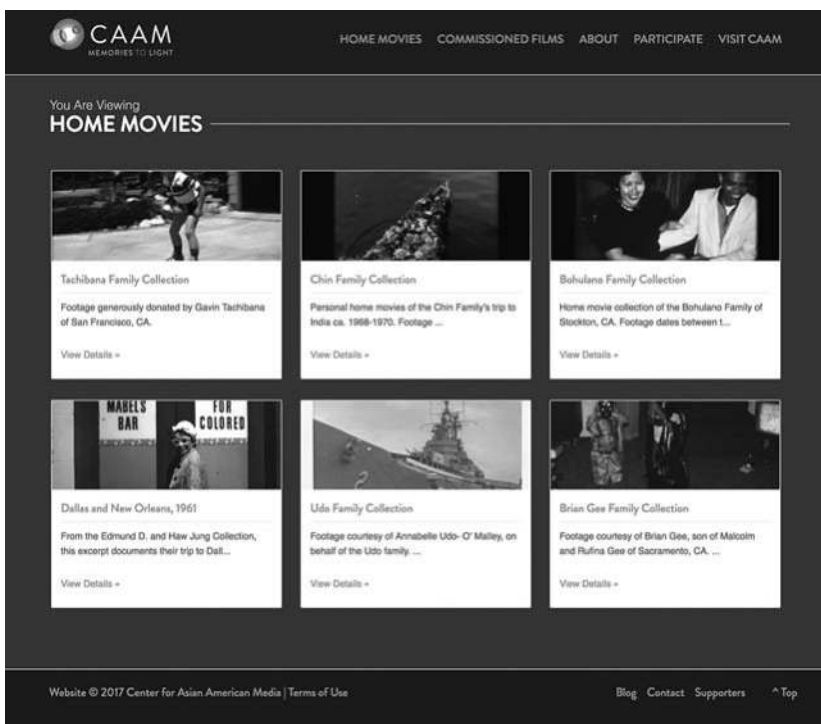 CAAM
MEMORIES TO LIGHT
HOME MOVIES COMMISSIONED FILMS ABOUT PARTICIPATE VISIT CAAM
You Are Viewing
HOME MOVIES
Tachibana Family Collection
Footage generously donated by Gavin Tachibana
of San Francisco, CA.
View Details »
Chin Family Collection
Personal home movies of the Chin Family's trip to
India ca. 1968-1970. Footage ...
View Details »
Bohulano Family Collection
Home movie collection of the Bohulano Family of
Stockton, CA. Footage dates between t...
View Details »
MABELS
BAR
FOR
COLORED
Dallas and New Orleans, 1961
From the Edmund D. and Haw Jung Collection,
this excerpt documents their trip to Dall...
View Details »
Udo Family Collection
Footage courtesy of Annabelle Udo- O' Malley, on
behalf of the Udo family. ...
View Details »
Brian Gee Family Collection
Footage courtesy of Brian Gee, son of Malcolm
and Rufina Gee of Sacramento, CA. ...
View Details »
Website © 2017 Center for Asian American Media | Terms of Use
Blog Contact Supporters ^ Top